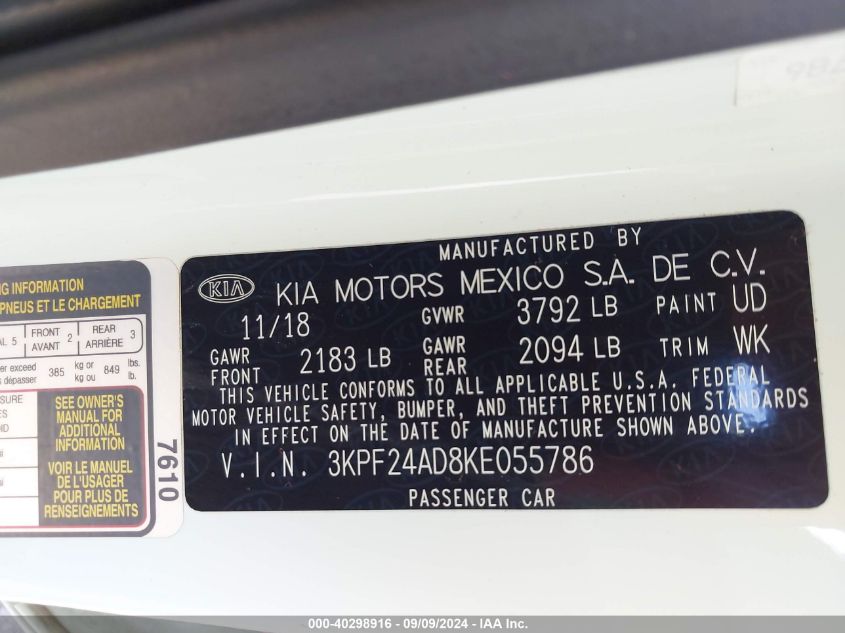 MANUFACTURED BY
KIA KIA MOTORS MEXICO S.A. DE C.V.
11/18 GVWR 3792 LB PAINT UD
GAWR FRONT 2183 LB GAWR REAR 2094 LB TRIM WK
THIS VEHICLE CONFORMS TO ALL APPLICABLE U.S.A. FEDERAL
MOTOR VEHICLE SAFETY, BUMPER, AND THEFT PREVENTION STANDARDS
IN EFFECT ON THE DATE OF MANUFACTURE SHOWN ABOVE.
V.I.N. 3KPF24AD8KE055786
PASSENGER CAR
INFORMATION
PNEUS ET LE CHARGEMENT
5 FRONT AVANT 2 REAR ARRIÈRE 3
exceed
dépasser 385 kg or kg ou 849 lbs. lb.
SEE OWNER'S
MANUAL FOR
ADDITIONAL
INFORMATION
VOIR LE MANUEL
DE L'USAGER
POUR PLUS DE
RENSEIGNEMENTS
7610
000-40298916 - 09/09/2024 - IAA Inc.